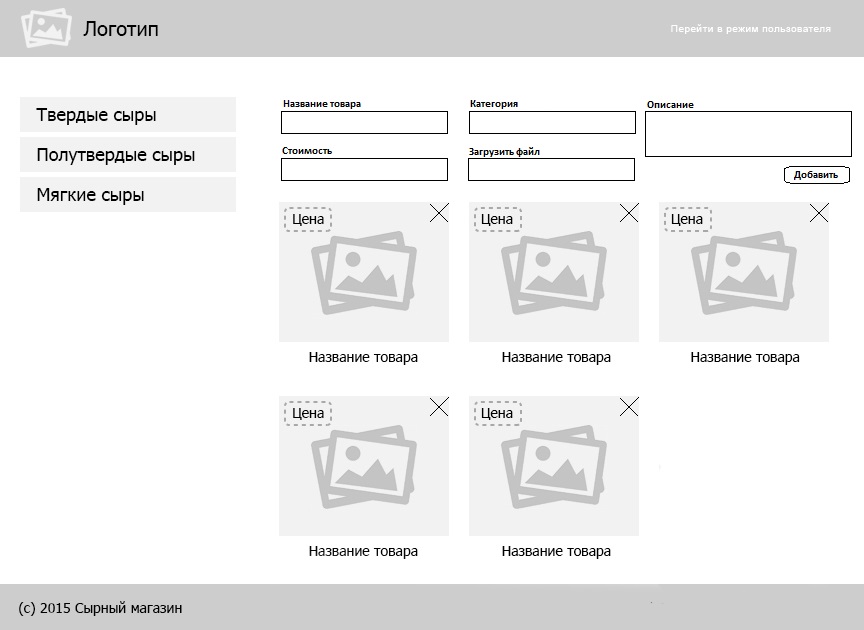 Логотип
Перейти в режим пользователя
Твердые сыры
Полутвердые сыры
Мягкие сыры
Название товара
Категория
Описание
Стоимость
Загрузить файл
Добавить
Цена
Цена
Цена
Название товара
Название товара
Название товара
Цена
Цена
Название товара
Название товара
(c) 2015 Сырный магазин